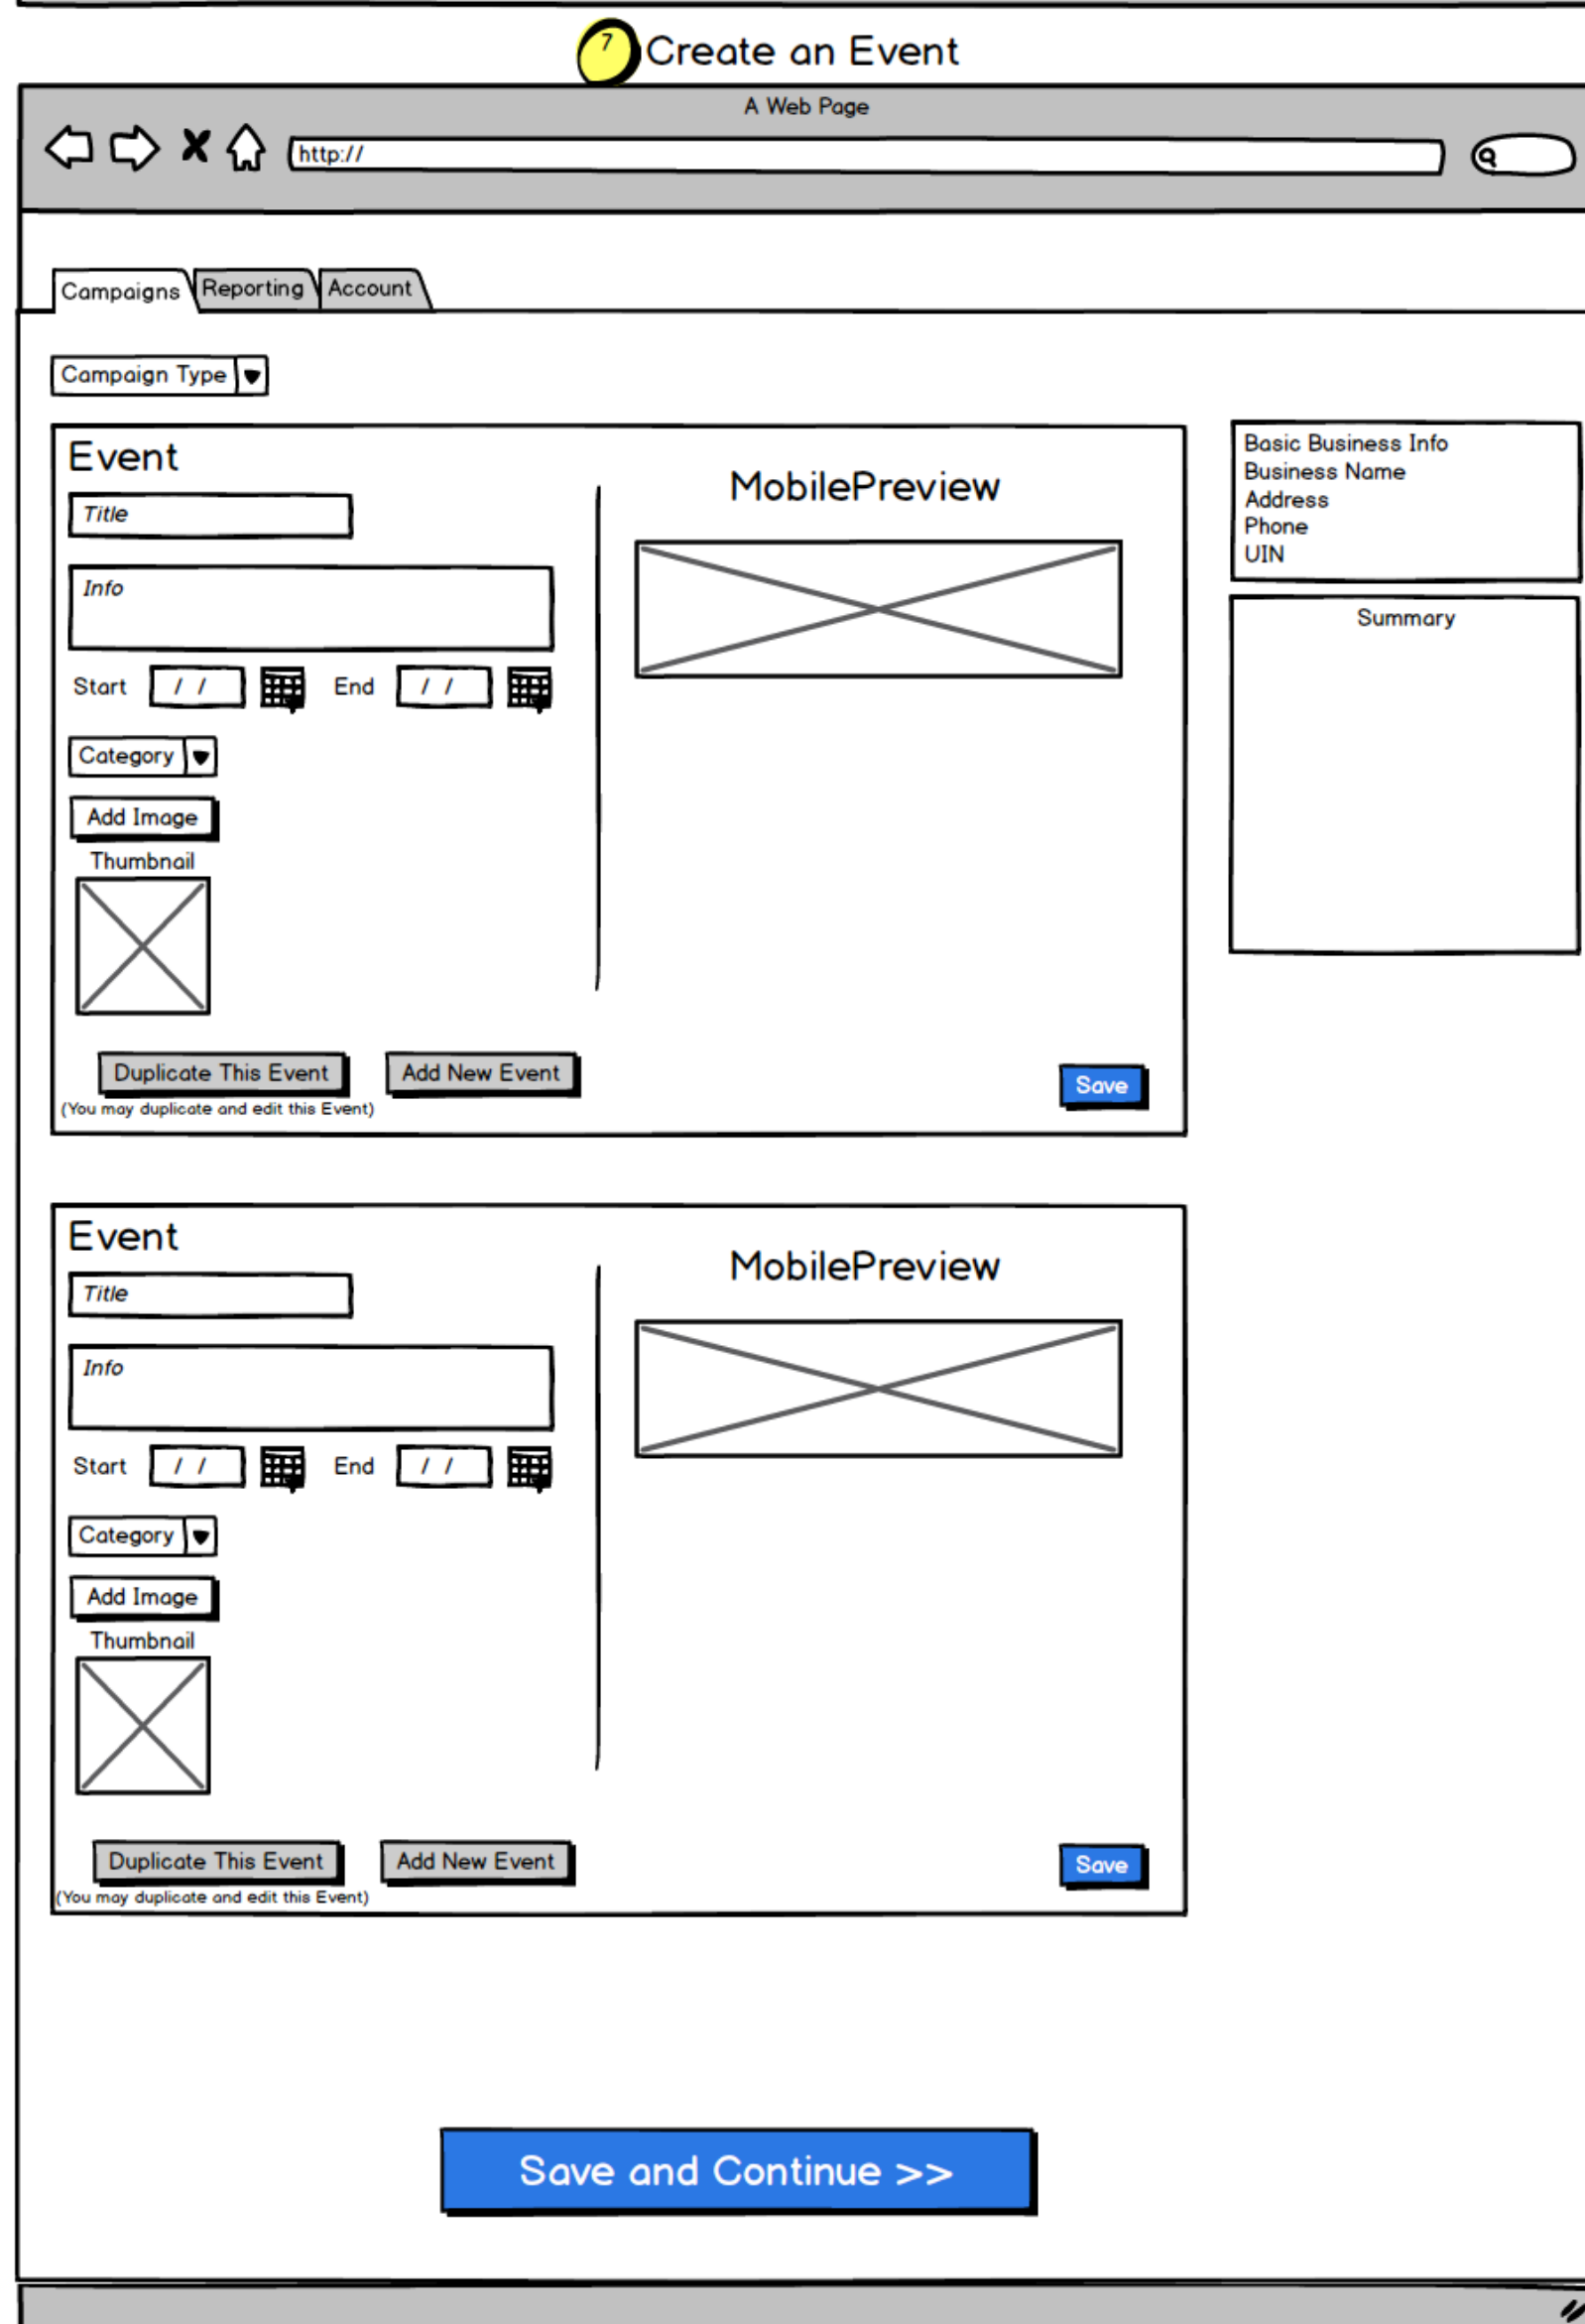 7 Create an Event
A Web Page
http://
Campaigns Reporting Account
Campaign Type
Event
Title
Info
Start / / End / /
Category
Add Image
Thumbnail
Duplicate This Event Add New Event
(You may duplicate and edit this Event)
MobilePreview
Save
Basic Business Info
Business Name
Address
Phone
UIN
Summary
Event
Title
Info
Start / / End / /
Category
Add Image
Thumbnail
Duplicate This Event Add New Event
(You may duplicate and edit this Event)
MobilePreview
Save
Save and Continue >>